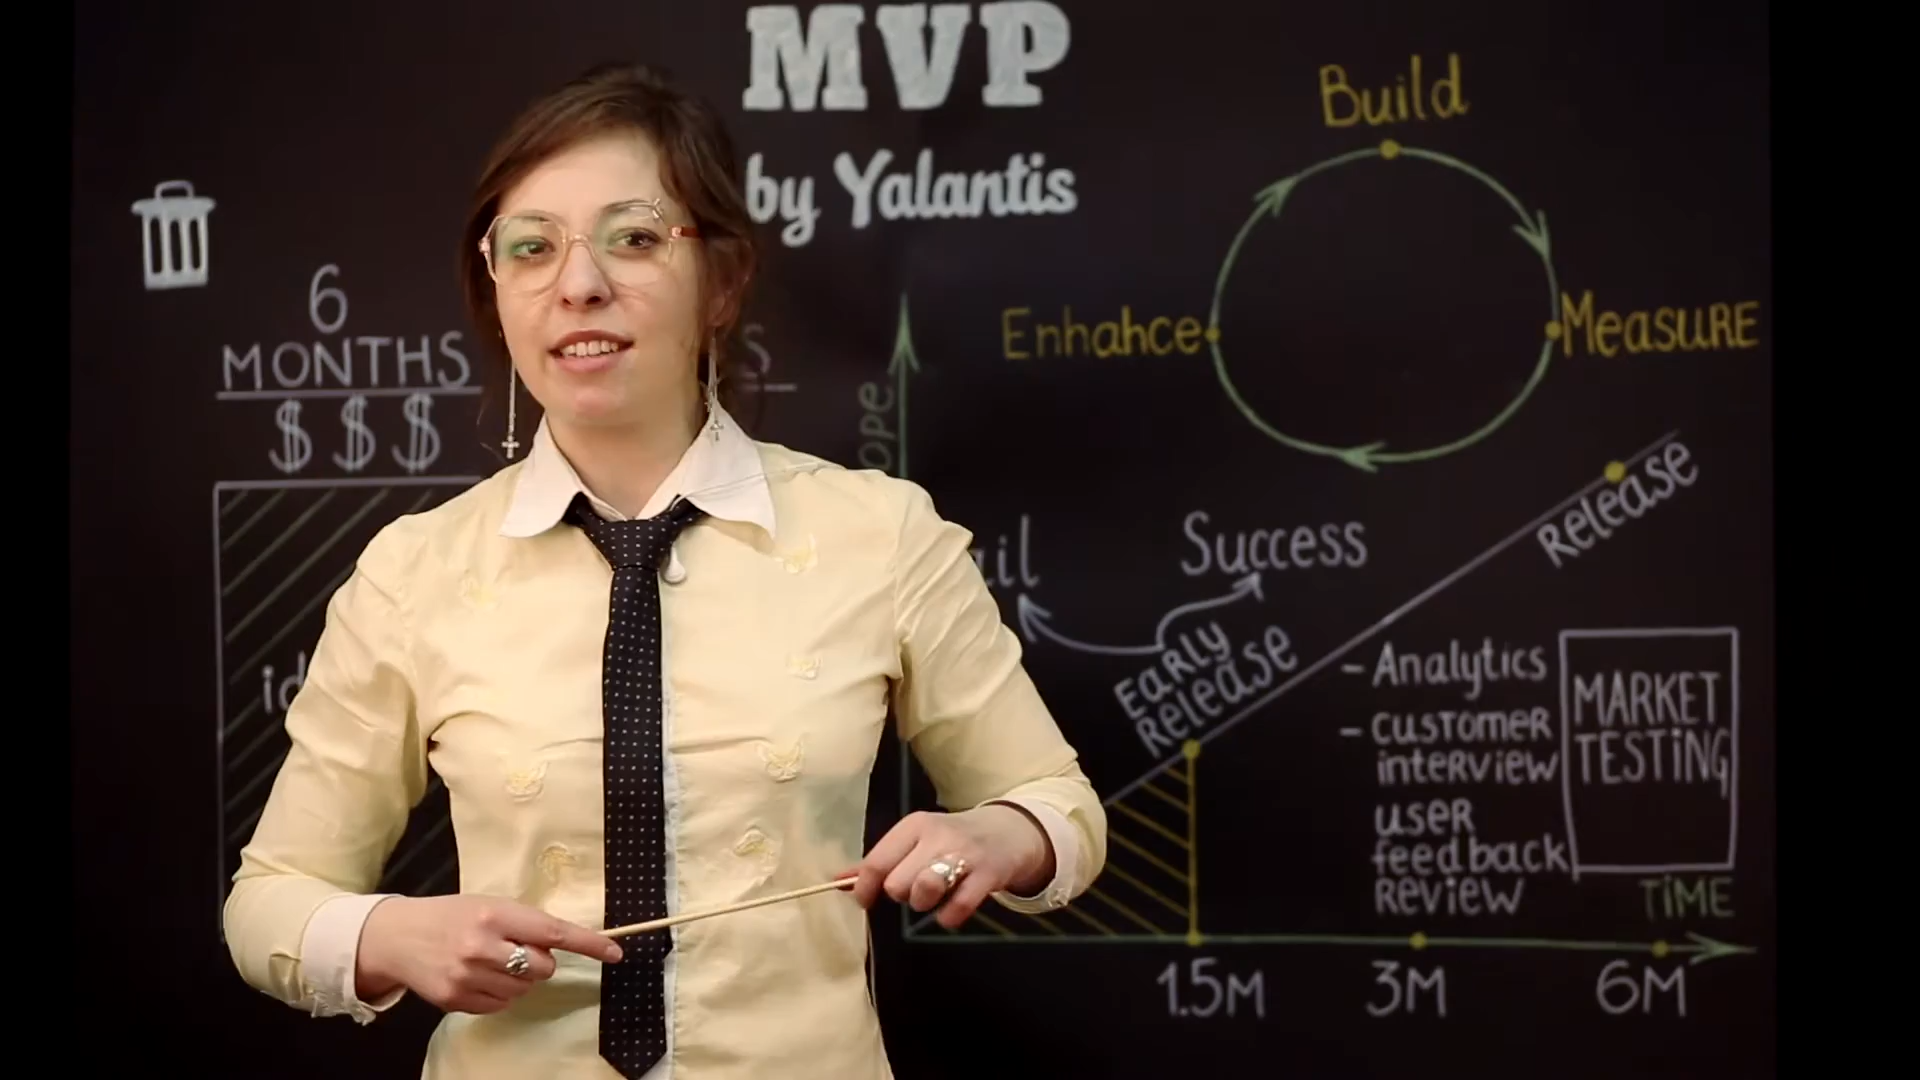 MVP
by Yalantis
6
MONTHS
$ $ $
Build
Enhahce
Measure
Success
Early
Release
Release
- Analytics
- customer
interview
user
feedback
review
MARKET
TESTING
TIME
1.5M
3M
6M